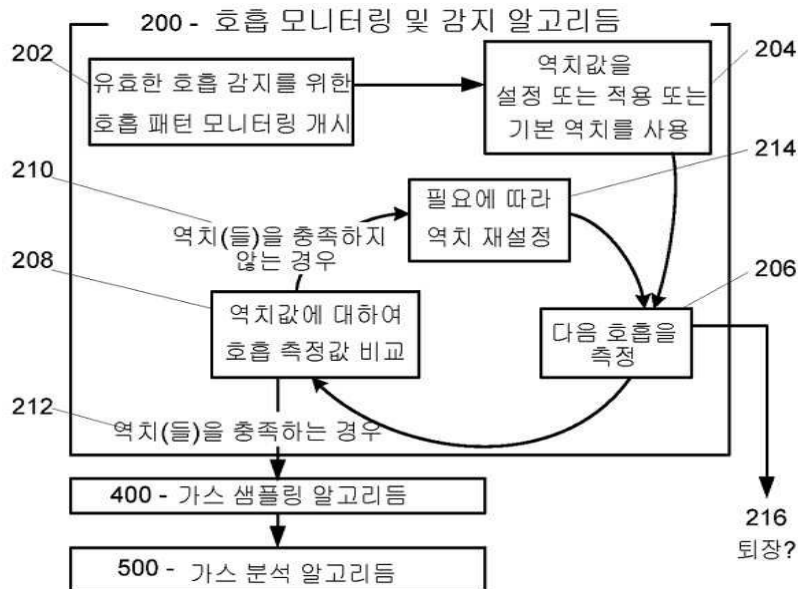 200 - 호흡 모니터링 및 감지 알고리듬
202
유효한 호흡 감지를 위한
호흡 패턴 모니터링 개시
204
역치값을
설정 또는 적용 또는
기본 역치를 사용
210
역치(들)을 충족하지
않는 경우
214
필요에 따라
역치 재설정
208
역치값에 대하여
호흡 측정값 비교
206
다음 호흡을
측정
212
역치(들)을 충족하는 경우
400 - 가스 샘플링 알고리듬
500 - 가스 분석 알고리듬
216
퇴장?